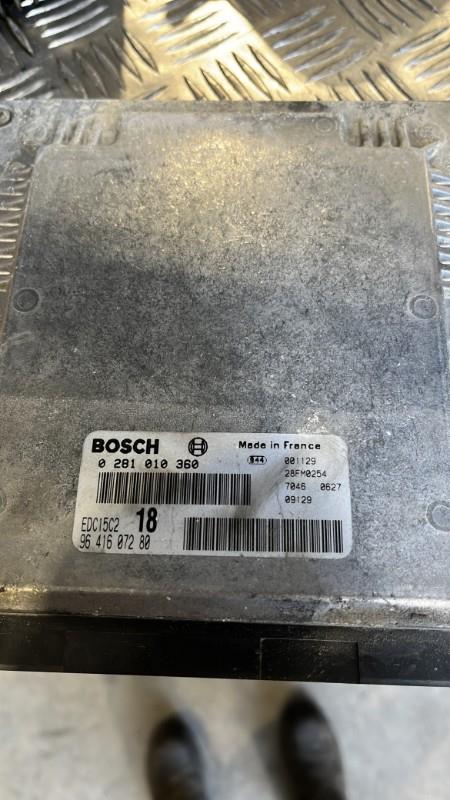 BOSCH Made in France
0 281 010 360 944 001129
28FM0254
7046 0627
09129
EDC15C2 18
96 416 072 80